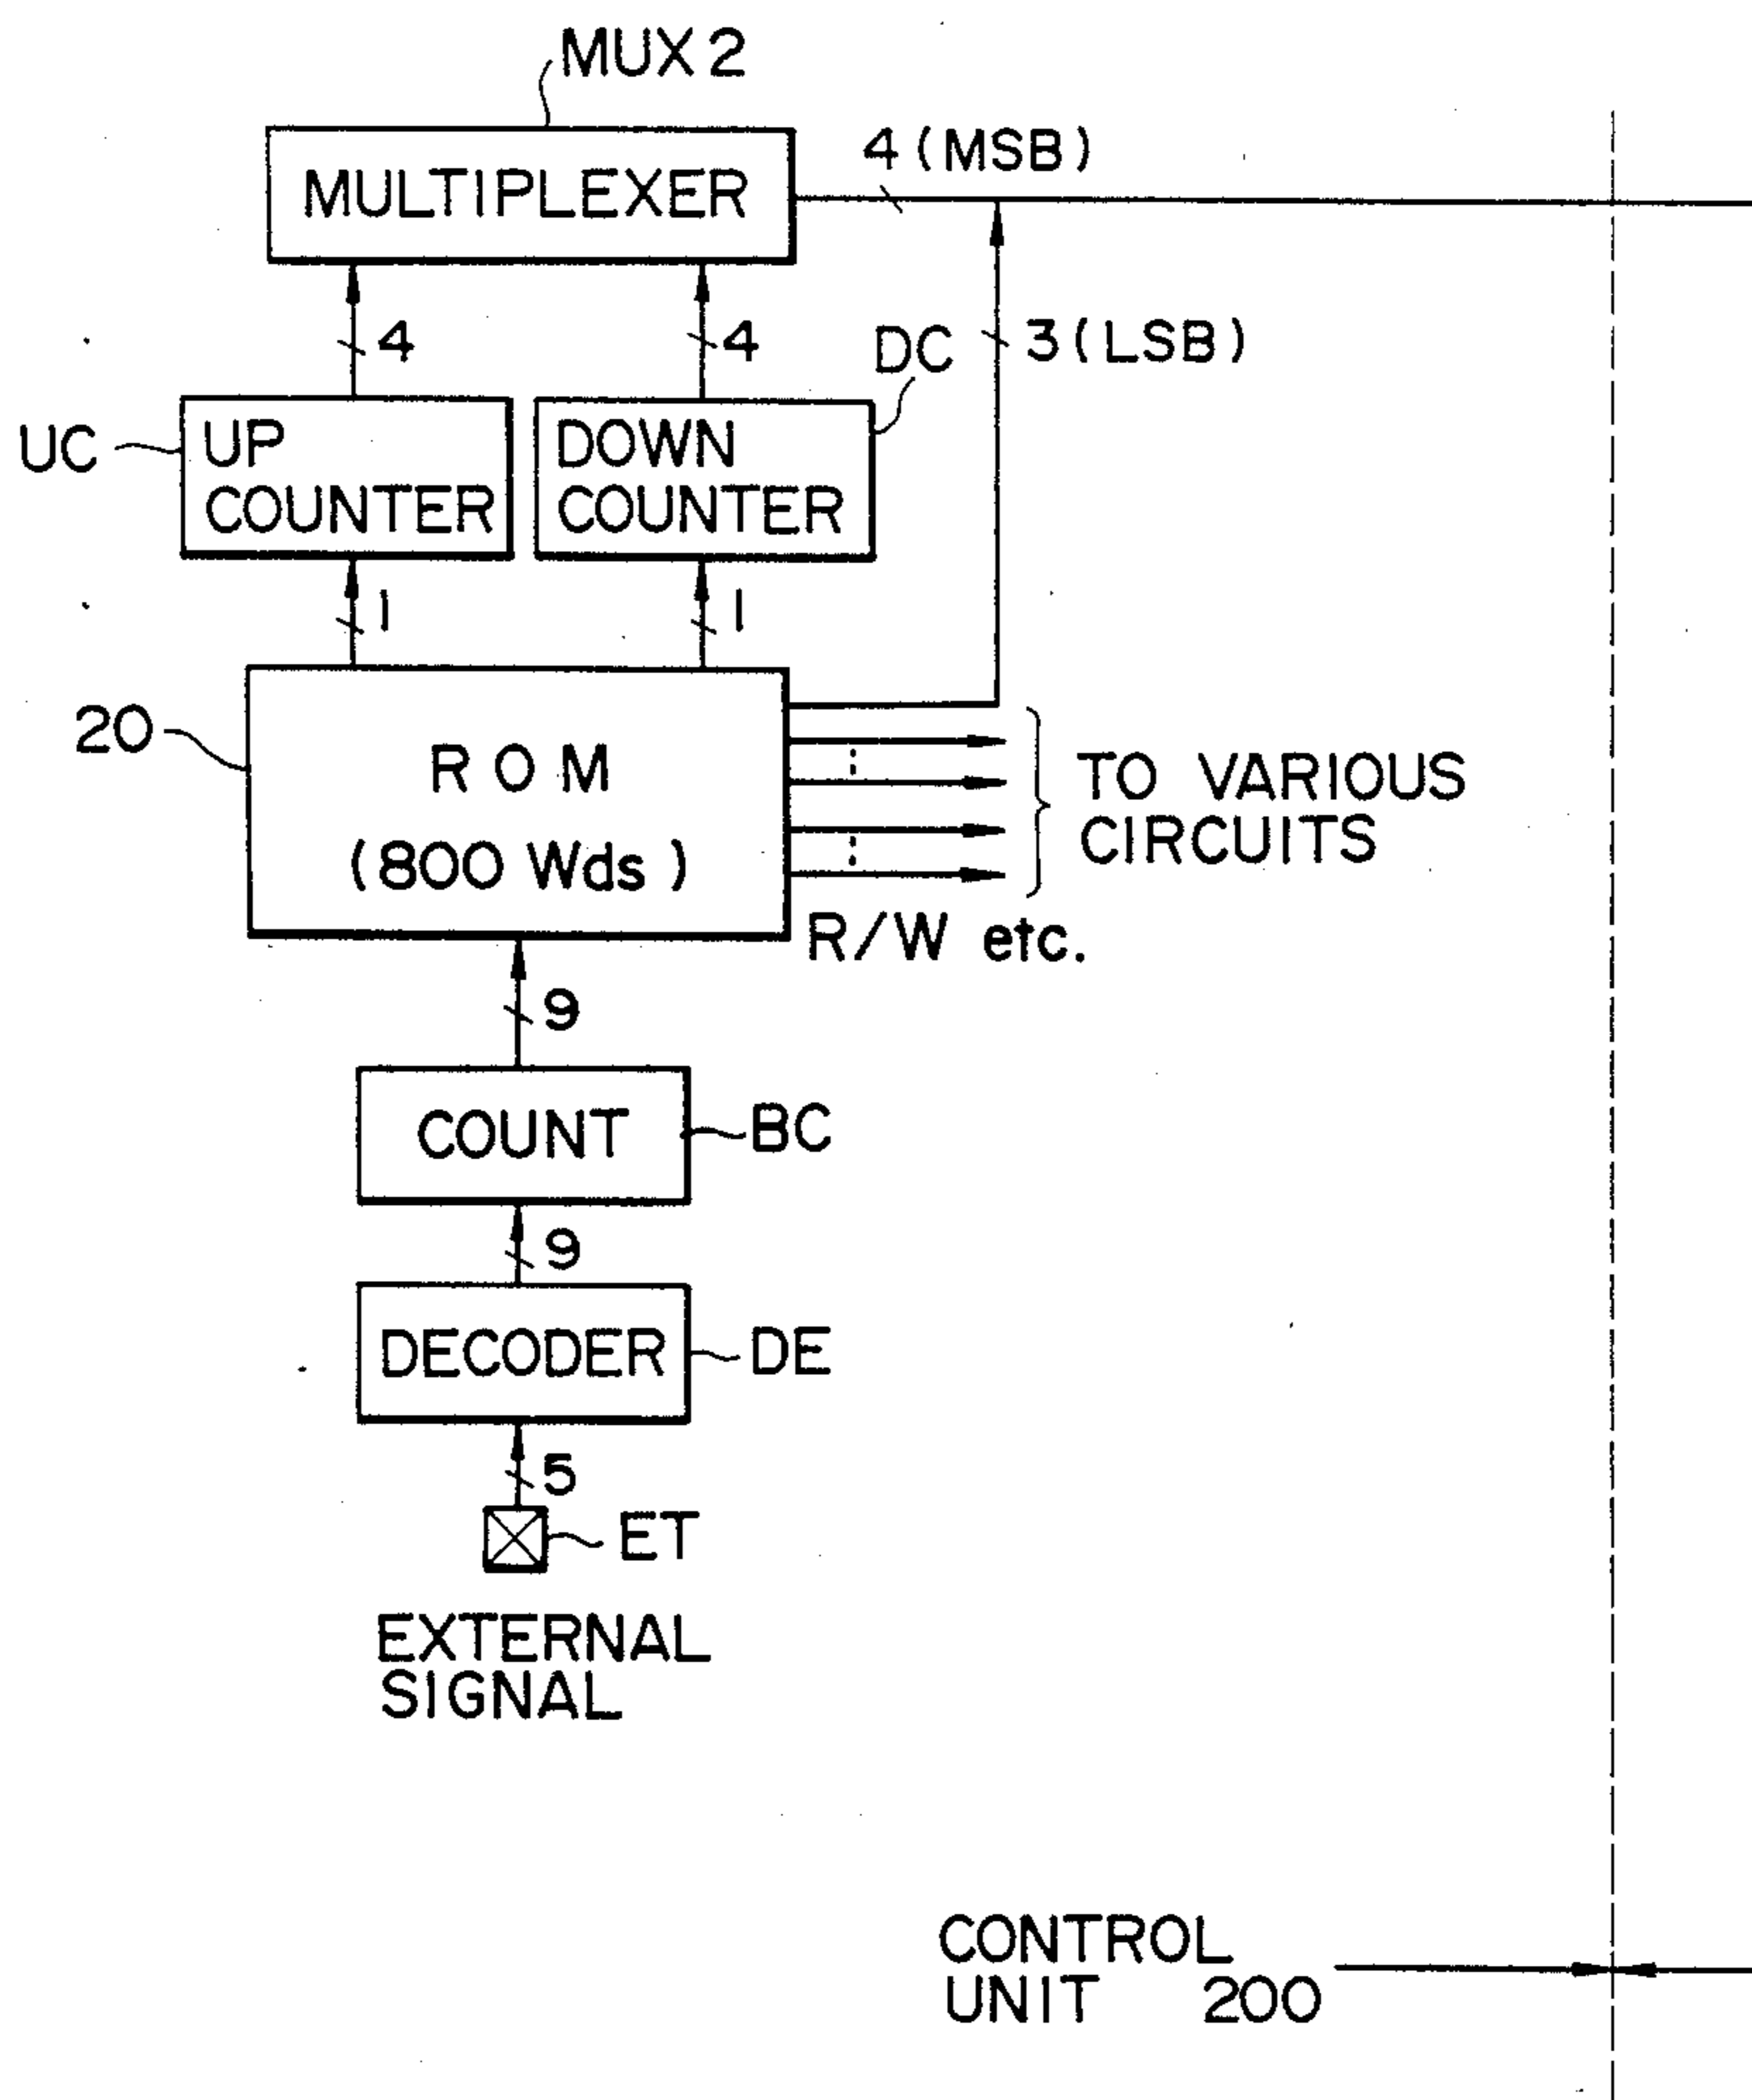 MUX 2
MULTIPLEXER
4 (MSB)
4
4
DC
3 (LSB)
UC
UP
COUNTER
DOWN
COUNTER
1
1
20
ROM
(800 Wds)
TO VARIOUS
CIRCUITS
R/W etc.
9
COUNT
BC
9
DECODER
DE
5
ET
EXTERNAL
SIGNAL
CONTROL
UNIT 200